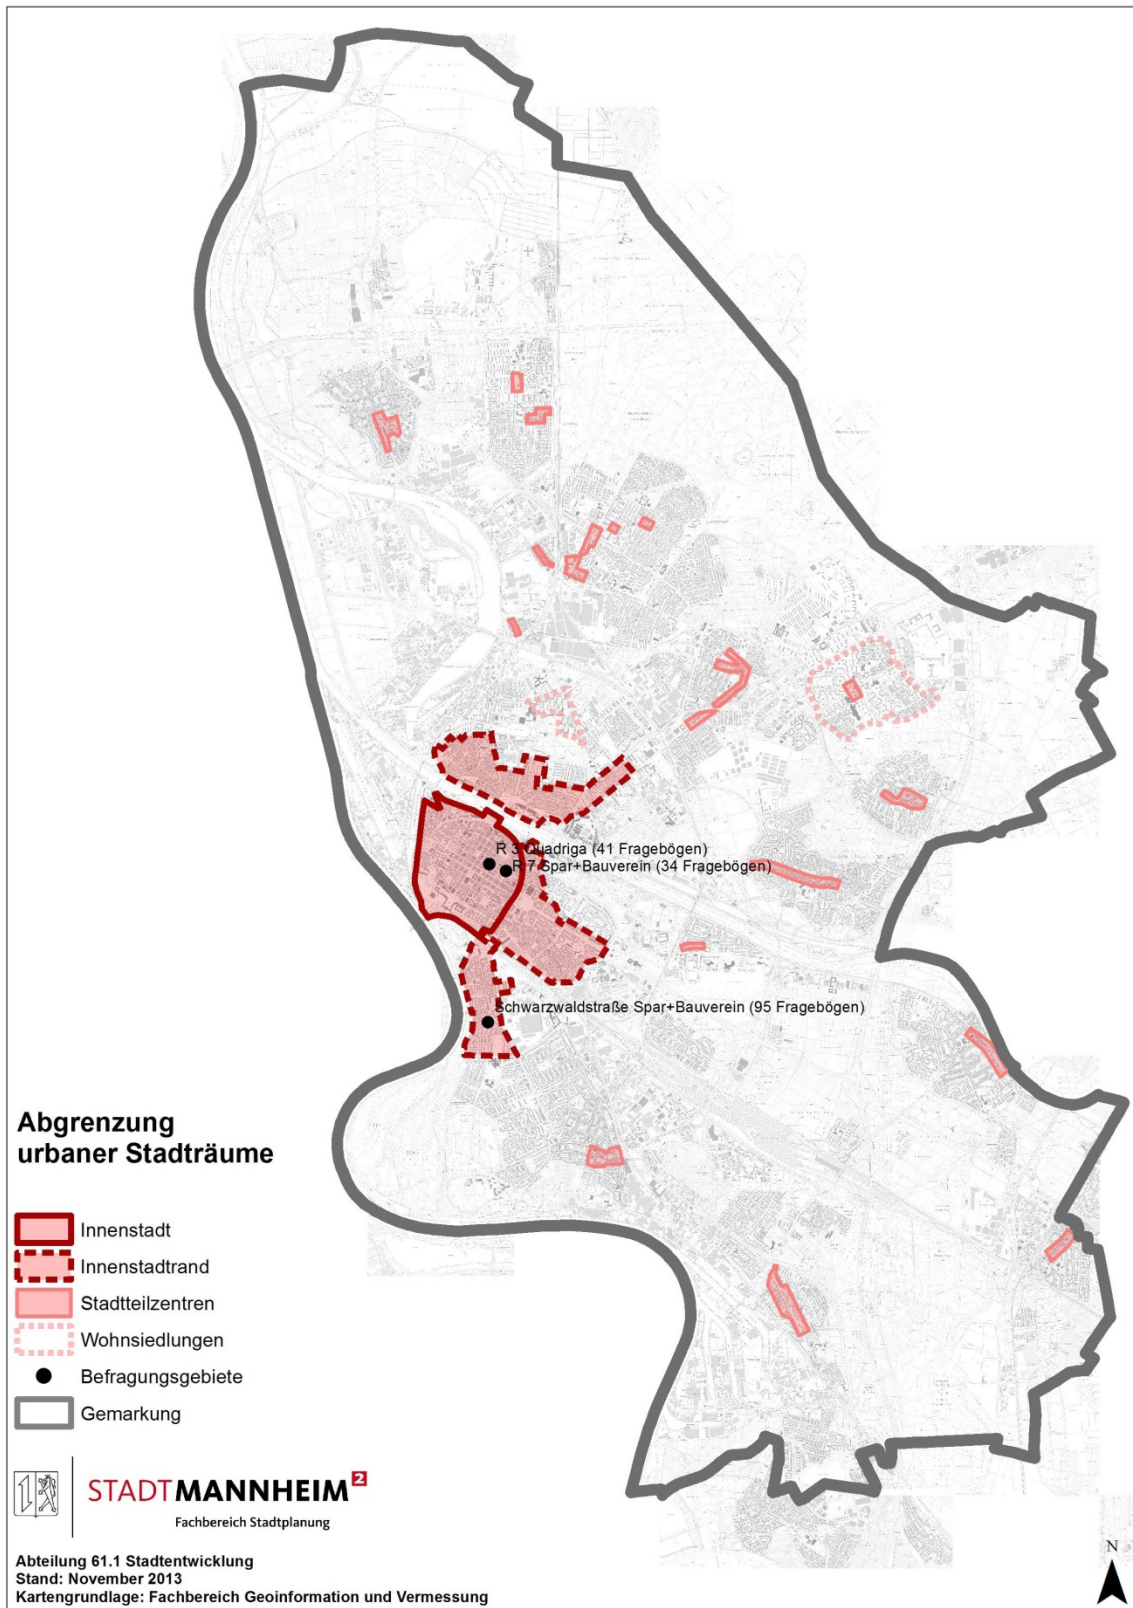 R 3 Quadriga (41 Fragebögen)
R 7 Spar+Bauverein (34 Fragebögen)
Schwarzwaldstraße Spar+Bauverein (95 Fragebögen)
Abgrenzung
urbaner Stadträume
Innenstadt
Innenstadtrand
Stadtteilzentren
Wohnsiedlungen
Befragungsgebiete
Gemarkung
STADTMANNHEIM²
Fachbereich Stadtplanung
Abteilung 61.1 Stadtentwicklung
Stand: November 2013
Kartengrundlage: Fachbereich Geoinformation und Vermessung
N